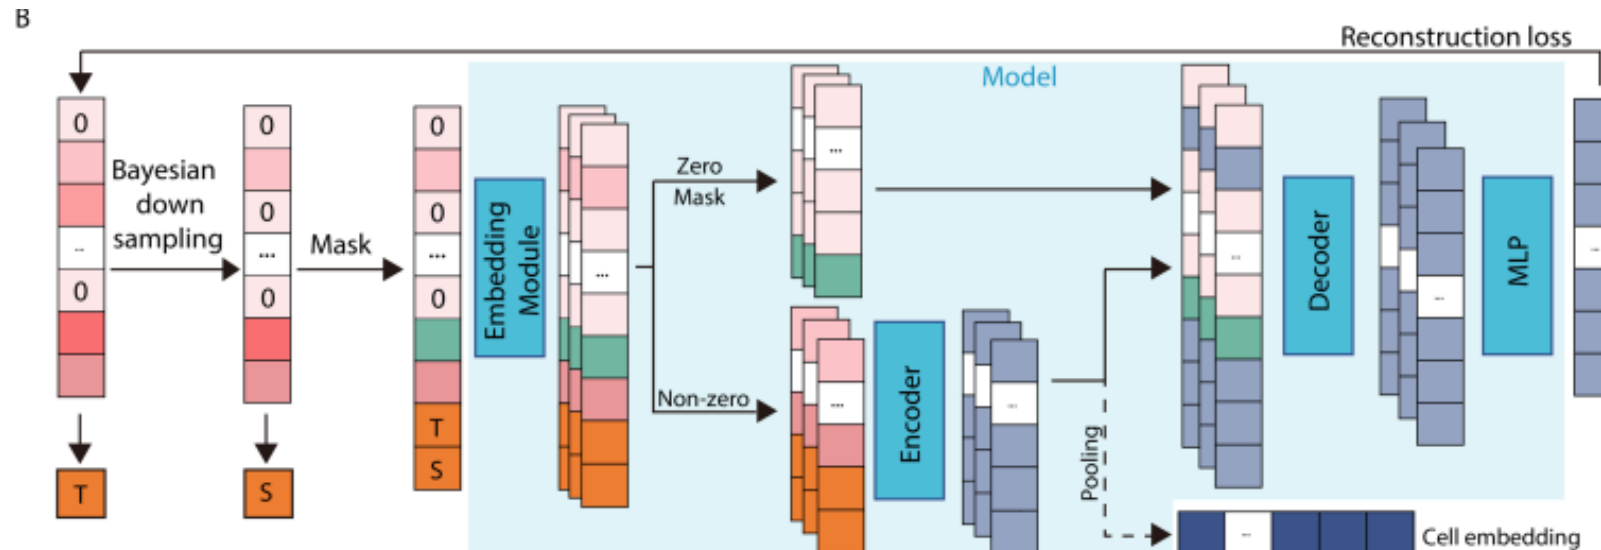 B
Reconstruction loss
Model
0
0
Bayesian
down
sampling
T
0
0
...
0
S
Mask
0
0
...
0
T
S
Embedding
Module
...
Zero
Mask
Non-zero
...
...
Encoder
...
Pooling
...
Decoder
...
MLP
...
...
Cell embedding